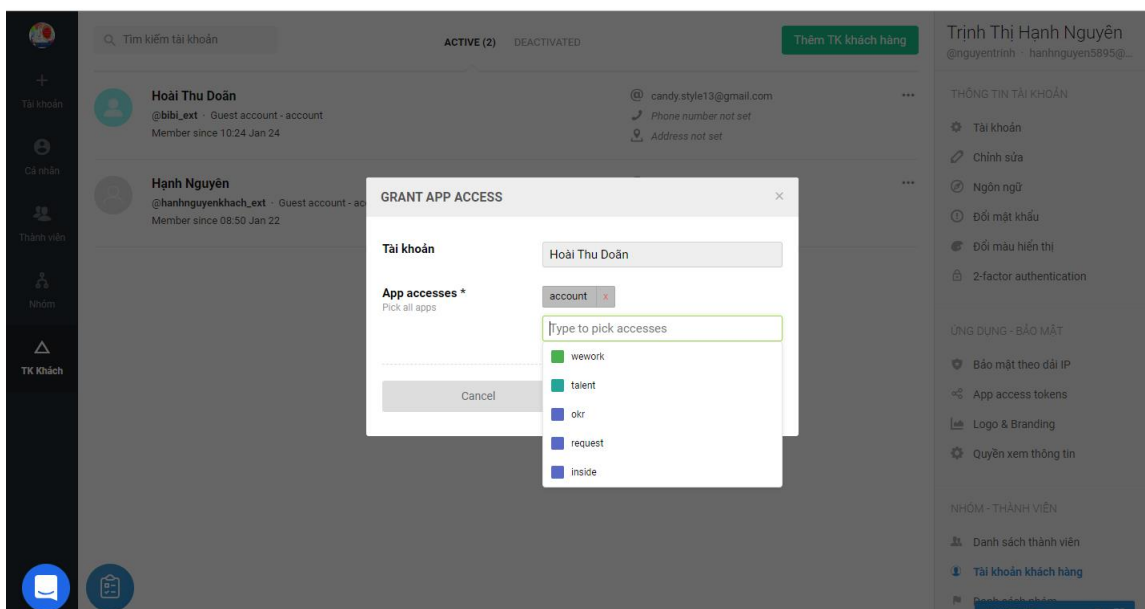 Tài khoản
Cá nhân
Thành viên
Nhóm
TK Khách
Tìm kiếm tài khoản
ACTIVE (2)
DEACTIVATED
Thêm TK khách hàng
Hoài Thu Doãn
@bibi_ext · Guest account - account
Member since 10:24 Jan 24
@ candy.style13@gmail.com
Phone number not set
Address not set
Hạnh Nguyên
@hanhnguyenkhach_ext · Guest account - ac
Member since 08:50 Jan 22
GRANT APP ACCESS
×
Tài khoản
Hoài Thu Doãn
App accesses *
Pick all apps
account x
Type to pick accesses
wework
talent
okr
request
inside
Cancel
Trịnh Thị Hạnh Nguyên
@nguyentrinh · hanhnguyen5895@...
THÔNG TIN TÀI KHOẢN
Tài khoản
Chỉnh sửa
Ngôn ngữ
Đổi mật khẩu
Đổi màu hiển thị
2-factor authentication
ỨNG DỤNG - BẢO MẬT
Bảo mật theo dải IP
App access tokens
Logo & Branding
Quyền xem thông tin
NHÓM - THÀNH VIÊN
Danh sách thành viên
Tài khoản khách hàng
Danh sách nhóm